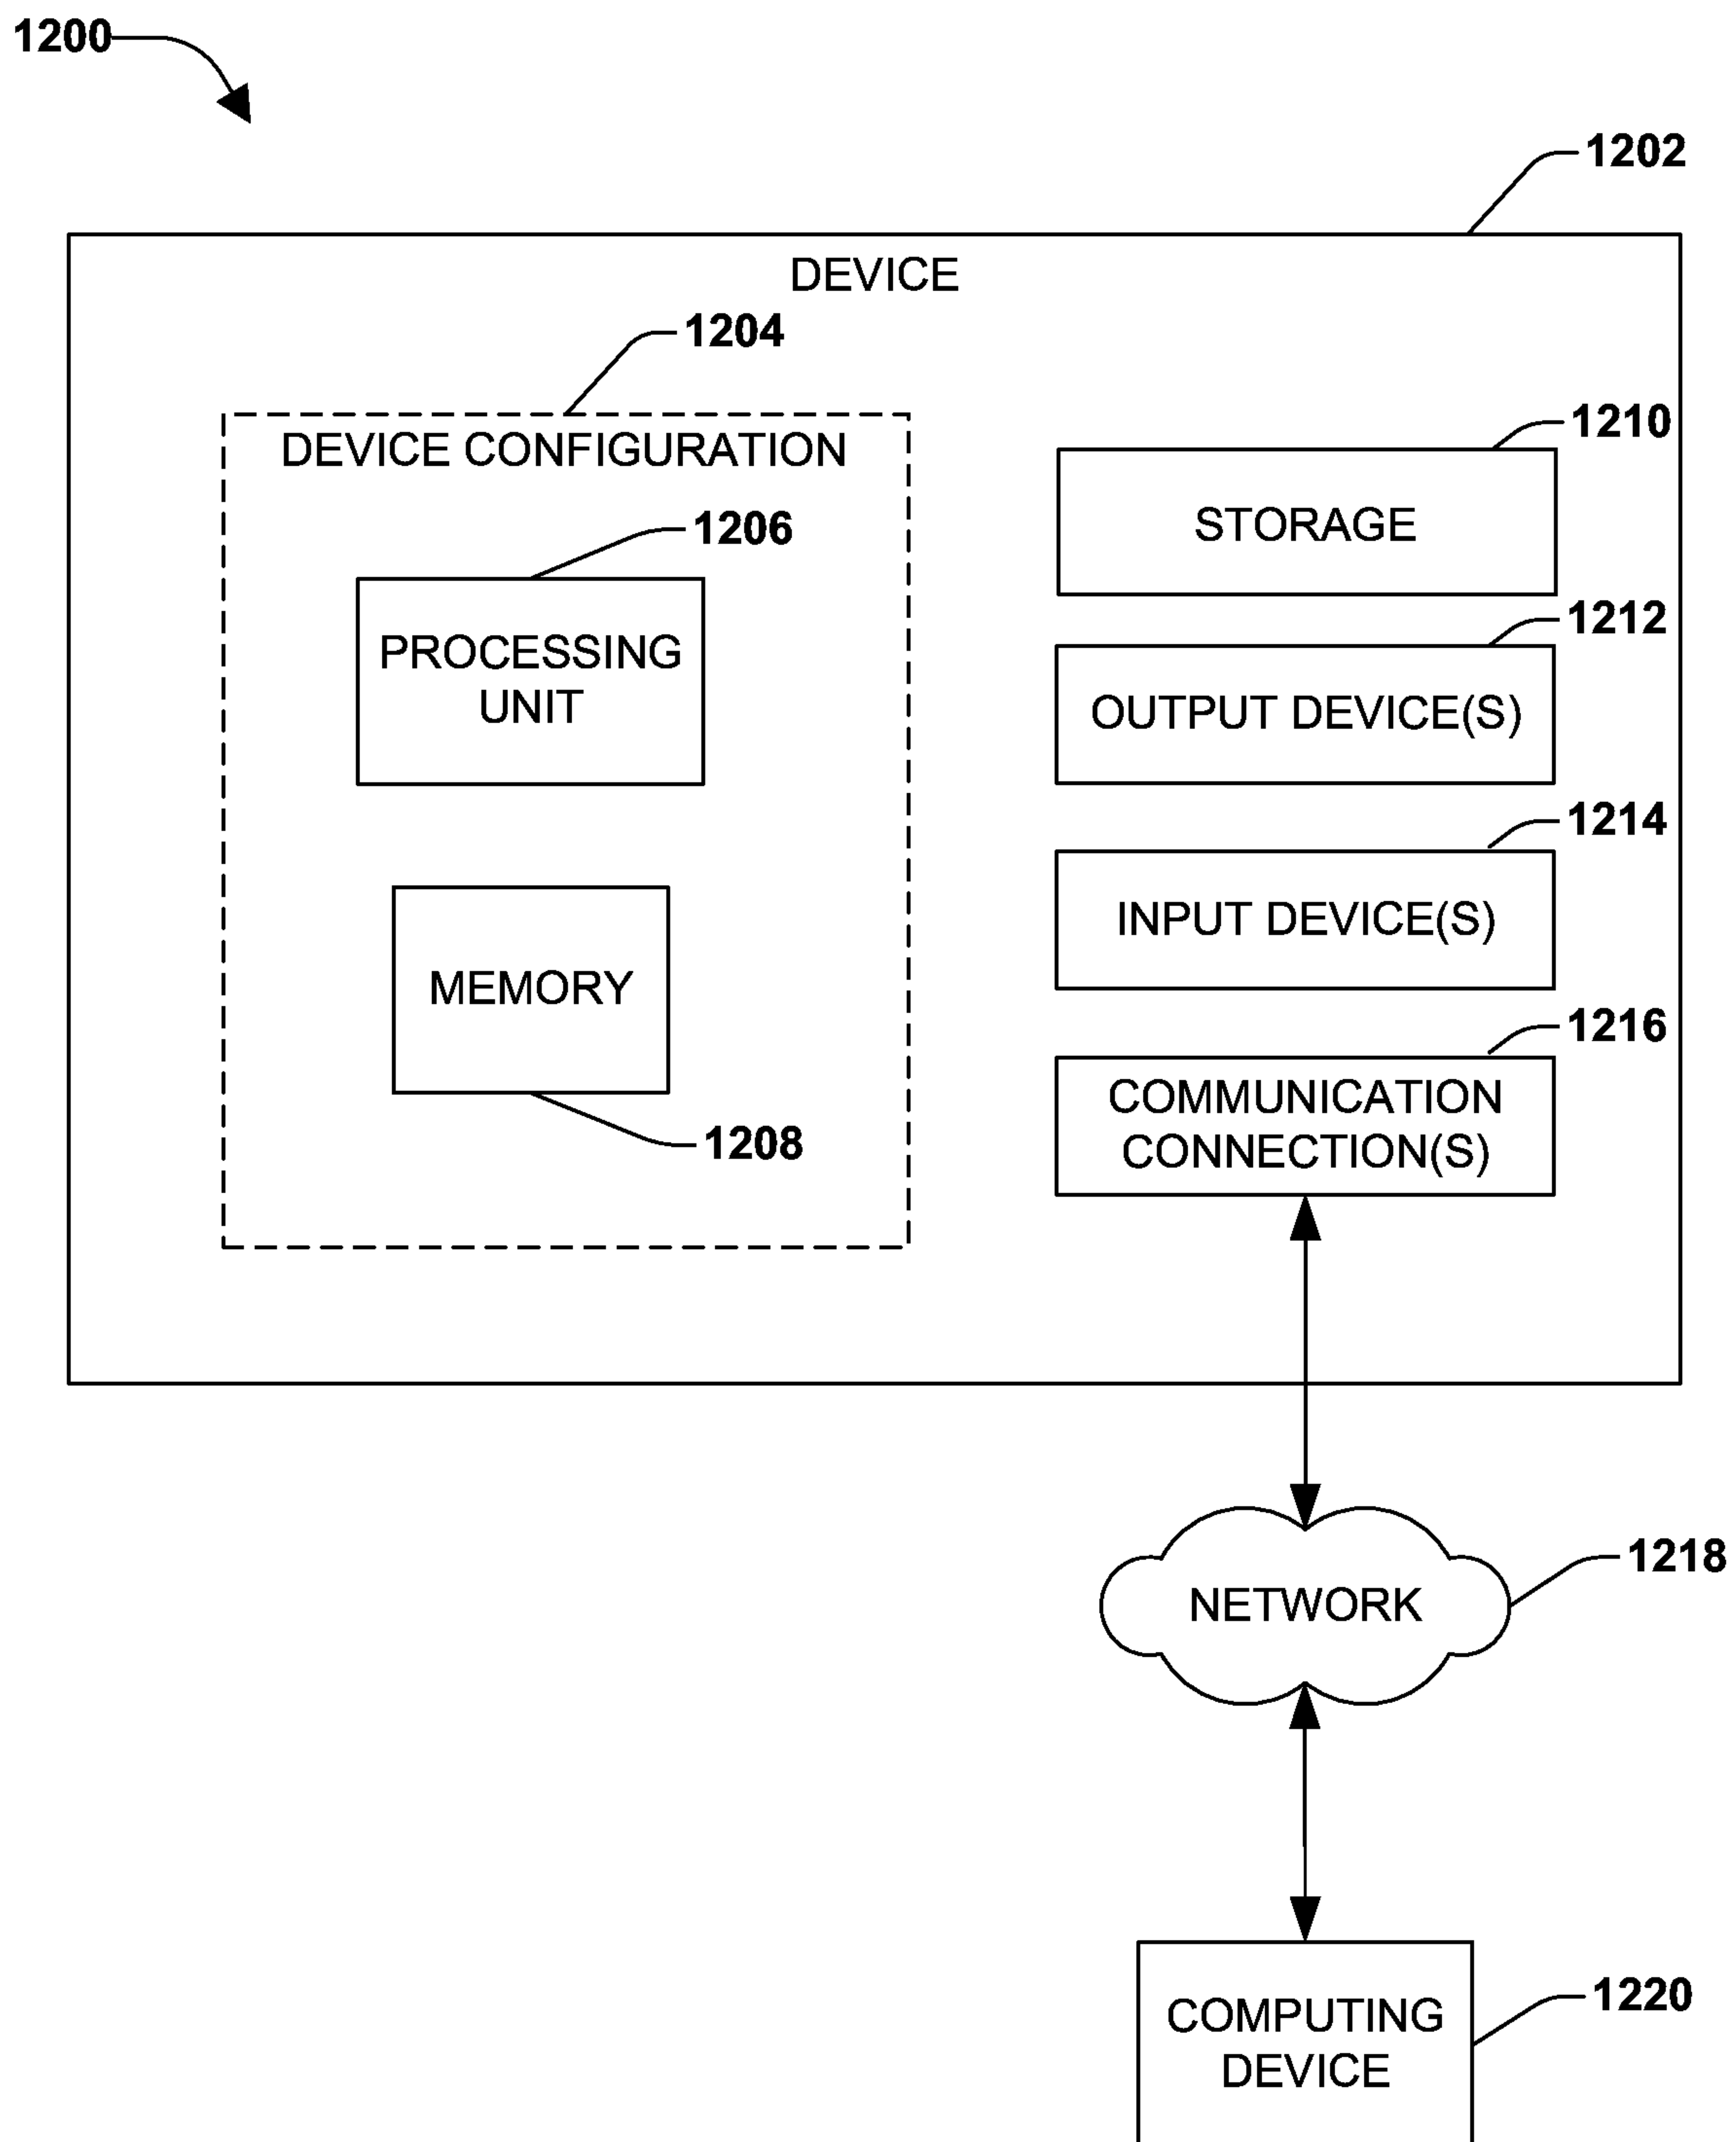 1200
1202
DEVICE
1204
DEVICE CONFIGURATION
1206
PROCESSING
UNIT
MEMORY
1208
1210
STORAGE
1212
OUTPUT DEVICE(S)
1214
INPUT DEVICE(S)
1216
COMMUNICATION
CONNECTION(S)
1218
NETWORK
1220
COMPUTING
DEVICE